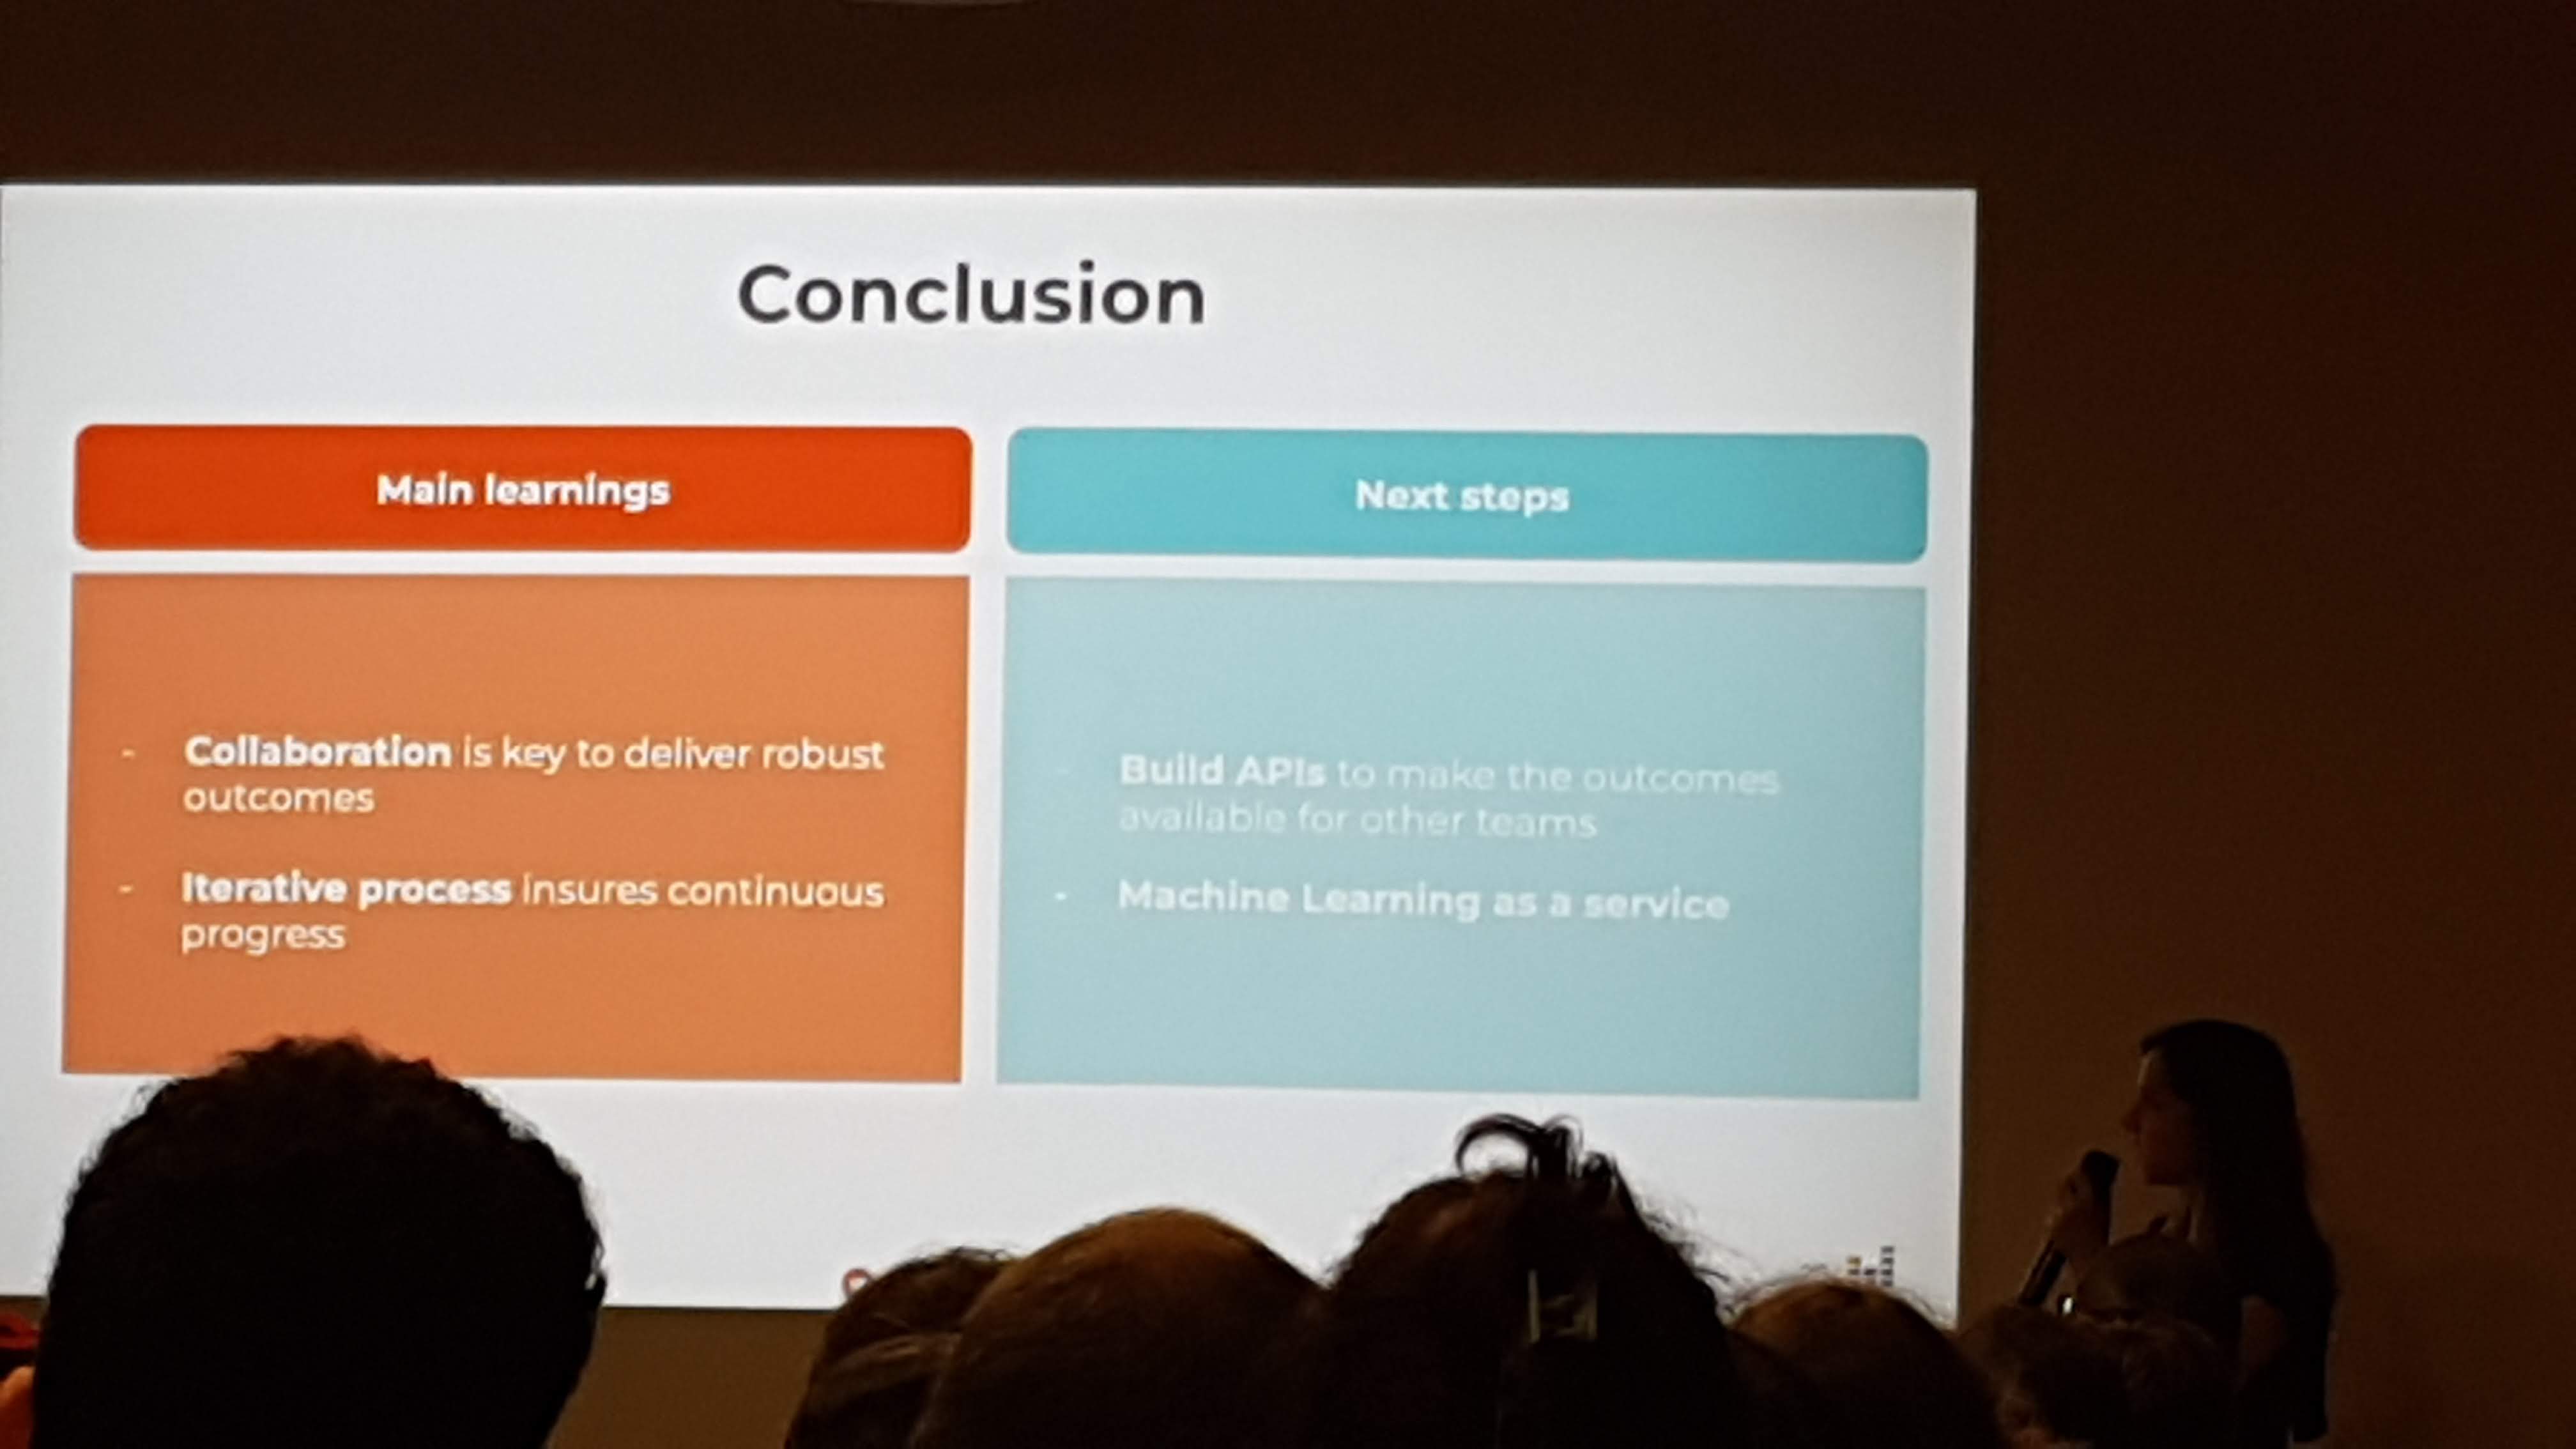 Conclusion
Main learnings
- Collaboration is key to deliver robust
outcomes
- Iterative process insures continuous
progress
Next steps
- Build APIs to make the outcomes
available for other teams
- Machine Learning as a service